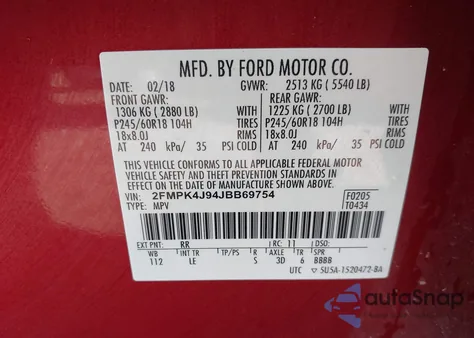 MFD. BY FORD MOTOR CO.
DATE: 02/18 GVWR: 2513 KG ( 5540 LB)
FRONT GAWR: REAR GAWR:
1306 KG ( 2880 LB) WITH 1225 KG ( 2700 LB) WITH
P245/60R18 104H TIRES P245/60R18 104H TIRES
18x8.0J RIMS 18x8.0J RIMS
AT 240 kPa/ 35 PSI COLD AT 240 kPa/ 35 PSI COLD
THIS VEHICLE CONFORMS TO ALL APPLICABLE FEDERAL MOTOR
VEHICLE SAFETY AND THEFT PREVENTION STANDARDS IN
EFFECT ON THE DATE OF MANUFACTURE SHOWN ABOVE.
VIN: 2FMPK4J94JBB69754 F0205
TYPE: MPV T0434
EXT PNT: RR RC: 11 DSO:
WB INT TR TP/PS R AXLE TR SPR
112 LE S 3D 6 BBBB
UTC 5U5A-1520472-BA
autoSnap